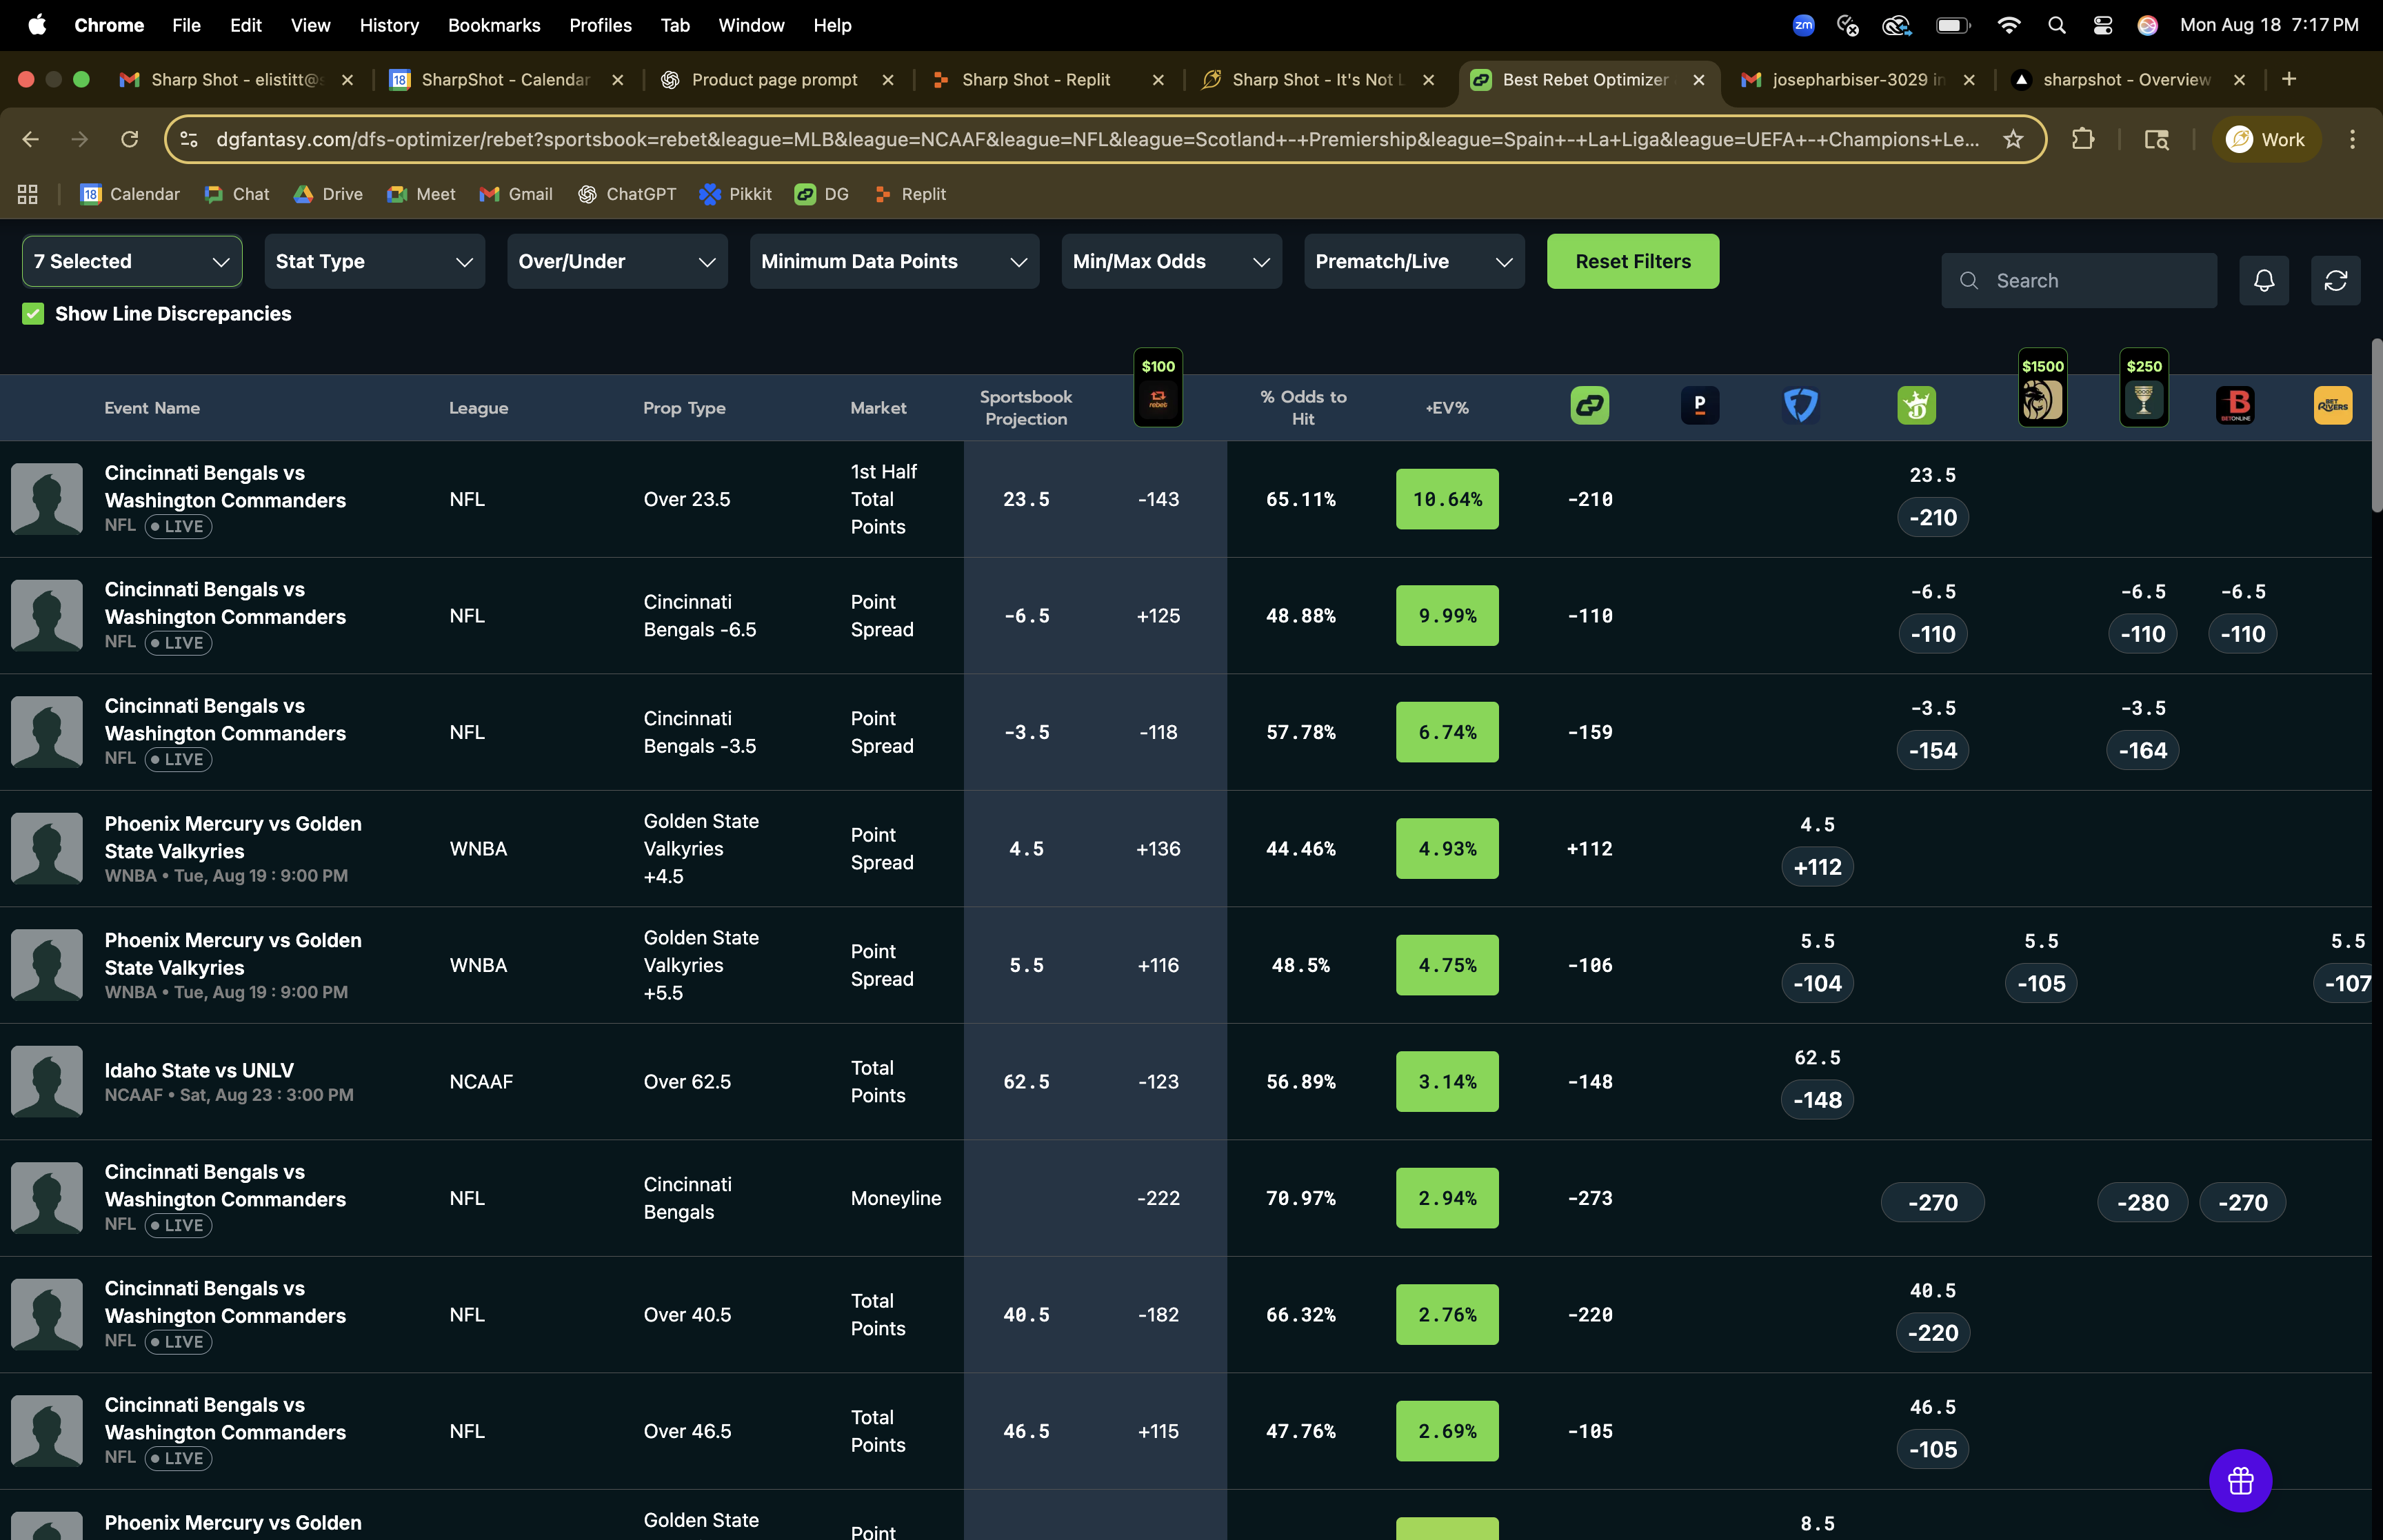 Chrome File Edit View History Bookmarks Profiles Tab Window Help
zm
Mon Aug 18 7:17 PM
Sharp Shot - elistitt@
18
SharpShot - Calendar
Product page prompt
Sharp Shot - Replit
Sharp Shot - It's Not
Best Rebet Optimizer
josepharbiser-3029 in
sharpshot - Overview
dgfantasy.com/dfs-optimizer/rebet?sportsbook=rebet&league=MLB&league=NCAAF&league=NFL&league=Scotland+-+Premiership&league=Spain+-+La+Liga&league=UEFA+-+Champions+Le...
Work
18 Calendar Chat Drive Meet Gmail ChatGPT Pikkit DG Replit
7 Selected
Stat Type
Over/Under
Minimum Data Points
Min/Max Odds
Prematch/Live
Reset Filters
Search
Show Line Discrepancies
$100
rebet
$1500
$250
Event Name
League
Prop Type
Market
Sportsbook
Projection
% Odds to
Hit
+EV%
P
B
BETONLINE
BET
RIVERS
Cincinnati Bengals vs
Washington Commanders
NFL LIVE
NFL
Over 23.5
1st Half
Total
Points
23.5
-143
65.11%
10.64%
-210
23.5
-210
Cincinnati Bengals vs
Washington Commanders
NFL LIVE
NFL
Cincinnati
Bengals -6.5
Point
Spread
-6.5
+125
48.88%
9.99%
-110
-6.5
-110
-6.5
-110
-6.5
-110
Cincinnati Bengals vs
Washington Commanders
NFL LIVE
NFL
Cincinnati
Bengals -3.5
Point
Spread
-3.5
-118
57.78%
6.74%
-159
-3.5
-154
-3.5
-164
Phoenix Mercury vs Golden
State Valkyries
WNBA • Tue, Aug 19 : 9:00 PM
WNBA
Golden State
Valkyries
+4.5
Point
Spread
4.5
+136
44.46%
4.93%
+112
4.5
+112
Phoenix Mercury vs Golden
State Valkyries
WNBA • Tue, Aug 19 : 9:00 PM
WNBA
Golden State
Valkyries
+5.5
Point
Spread
5.5
+116
48.5%
4.75%
-106
5.5
-104
5.5
-105
5.5
-107
Idaho State vs UNLV
NCAAF • Sat, Aug 23 : 3:00 PM
NCAAF
Over 62.5
Total
Points
62.5
-123
56.89%
3.14%
-148
62.5
-148
Cincinnati Bengals vs
Washington Commanders
NFL LIVE
NFL
Cincinnati
Bengals
Moneyline
-222
70.97%
2.94%
-273
-270
-280
-270
Cincinnati Bengals vs
Washington Commanders
NFL LIVE
NFL
Over 40.5
Total
Points
40.5
-182
66.32%
2.76%
-220
40.5
-220
Cincinnati Bengals vs
Washington Commanders
NFL LIVE
NFL
Over 46.5
Total
Points
46.5
+115
47.76%
2.69%
-105
46.5
-105
Phoenix Mercury vs Golden
Golden State
Point
8.5